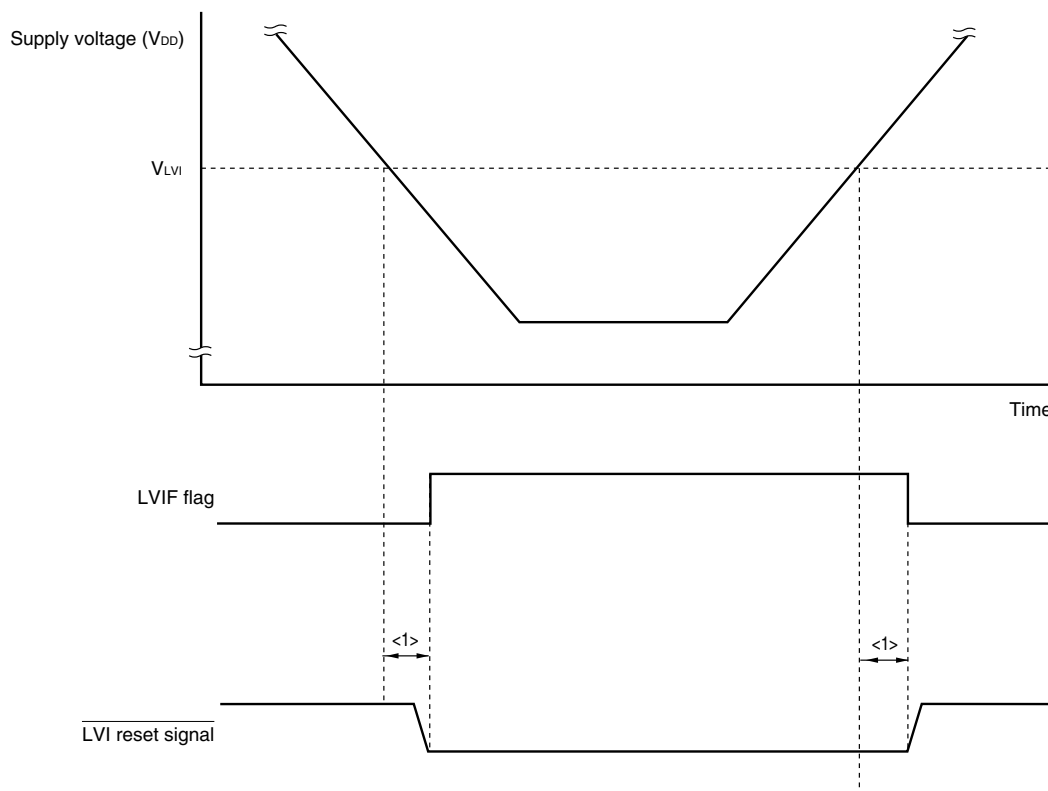 Supply voltage (VDD)
VLVI
Time
LVIF flag
<1>
<1>
LVI reset signal